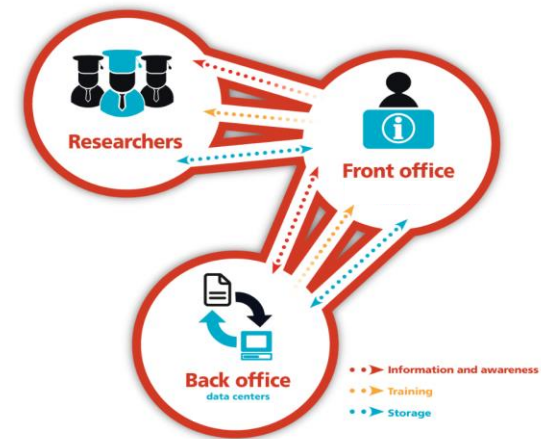 Researchers
Front office
Back office
data centers
Information and awareness
Training
Storage